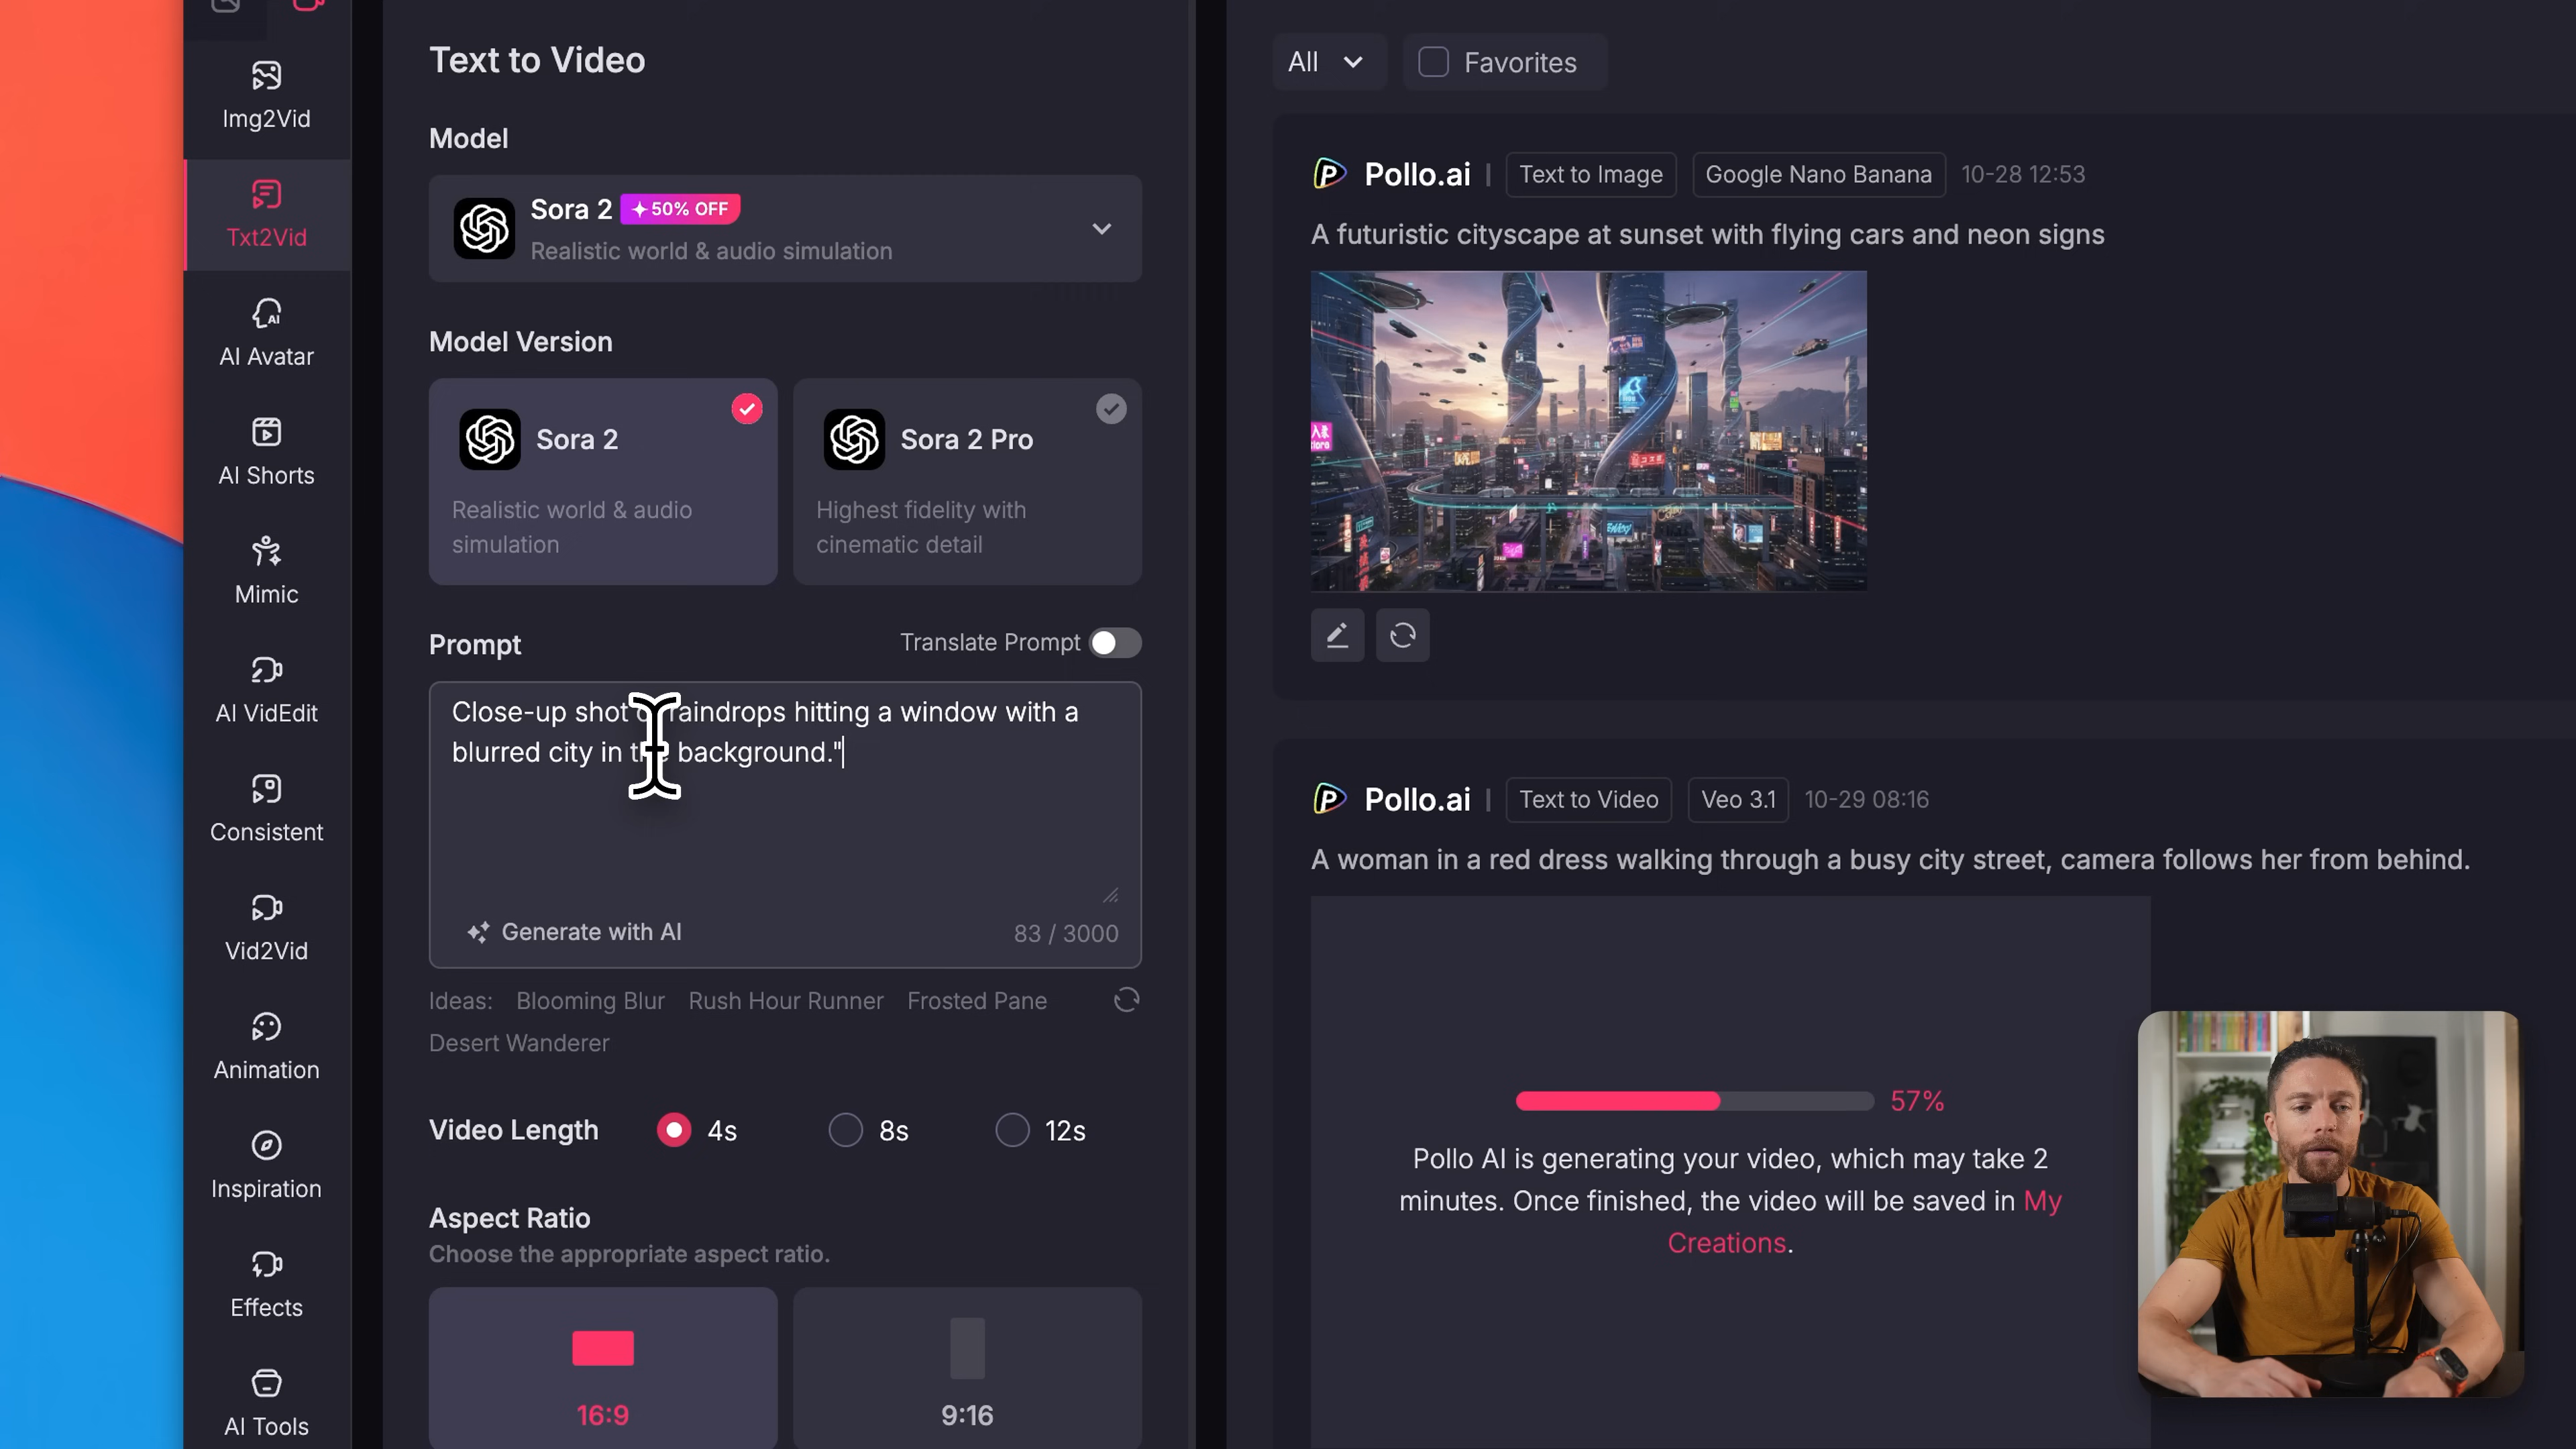 Img2Vid
Txt2Vid
AI Avatar
AI Shorts
Mimic
AI VidEdit
Consistent
Vid2Vid
Animation
Inspiration
Effects
AI Tools
Text to Video
Model
Sora 2 50% OFF
Realistic world & audio simulation
Model Version
Sora 2
Realistic world & audio
simulation
Sora 2 Pro
Highest fidelity with
cinematic detail
Prompt Translate Prompt
Close-up shot raindrops hitting a window with a
blurred city in the background."
Generate with AI 83 / 3000
Ideas: Blooming Blur Rush Hour Runner Frosted Pane
Desert Wanderer
Video Length 4s 8s 12s
Aspect Ratio
Choose the appropriate aspect ratio.
16:9 9:16
All Favorites
Pollo.ai | Text to Image Google Nano Banana 10-28 12:53
A futuristic cityscape at sunset with flying cars and neon signs
Pollo.ai | Text to Video Veo 3.1 10-29 08:16
A woman in a red dress walking through a busy city street, camera follows her from behind.
57%
Pollo AI is generating your video, which may take 2
minutes. Once finished, the video will be saved in My
Creations.